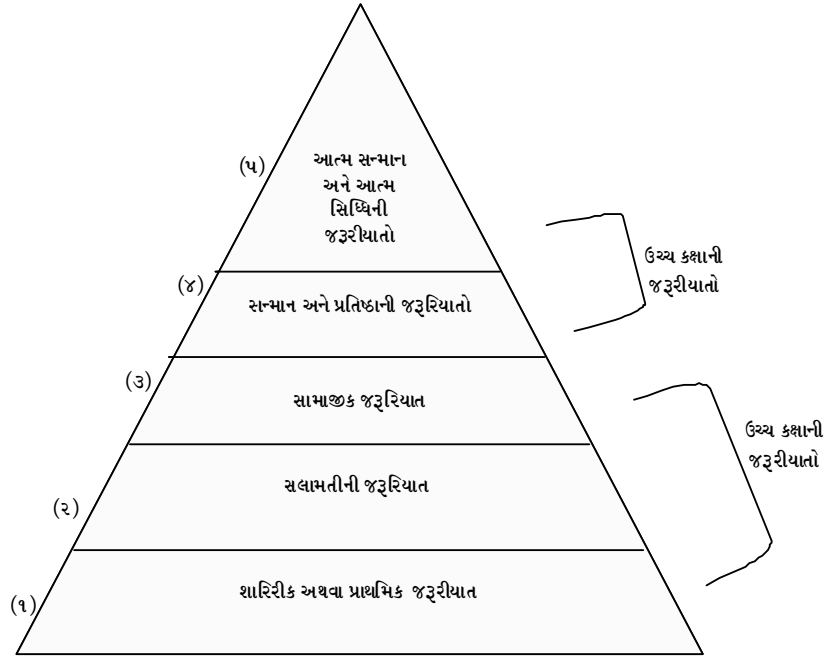 (૫)
આત્મ સન્માન
અને આત્મ
સિધ્ધિની
જરૂરીયાતો
ઉચ્ચ કક્ષાની
જરૂરીયાતો
(૪)
સન્માન અને પ્રતિષ્ઠાની જરૂરિયાતો
(૩)
સામાજીક જરૂરિયાત
ઉચ્ચ કક્ષાની
જરૂરીયાતો
સલામતીની જરૂરિયાત
(૨)
શારિરીક અથવા પ્રાથમિક જરૂરીયાત
(૧)